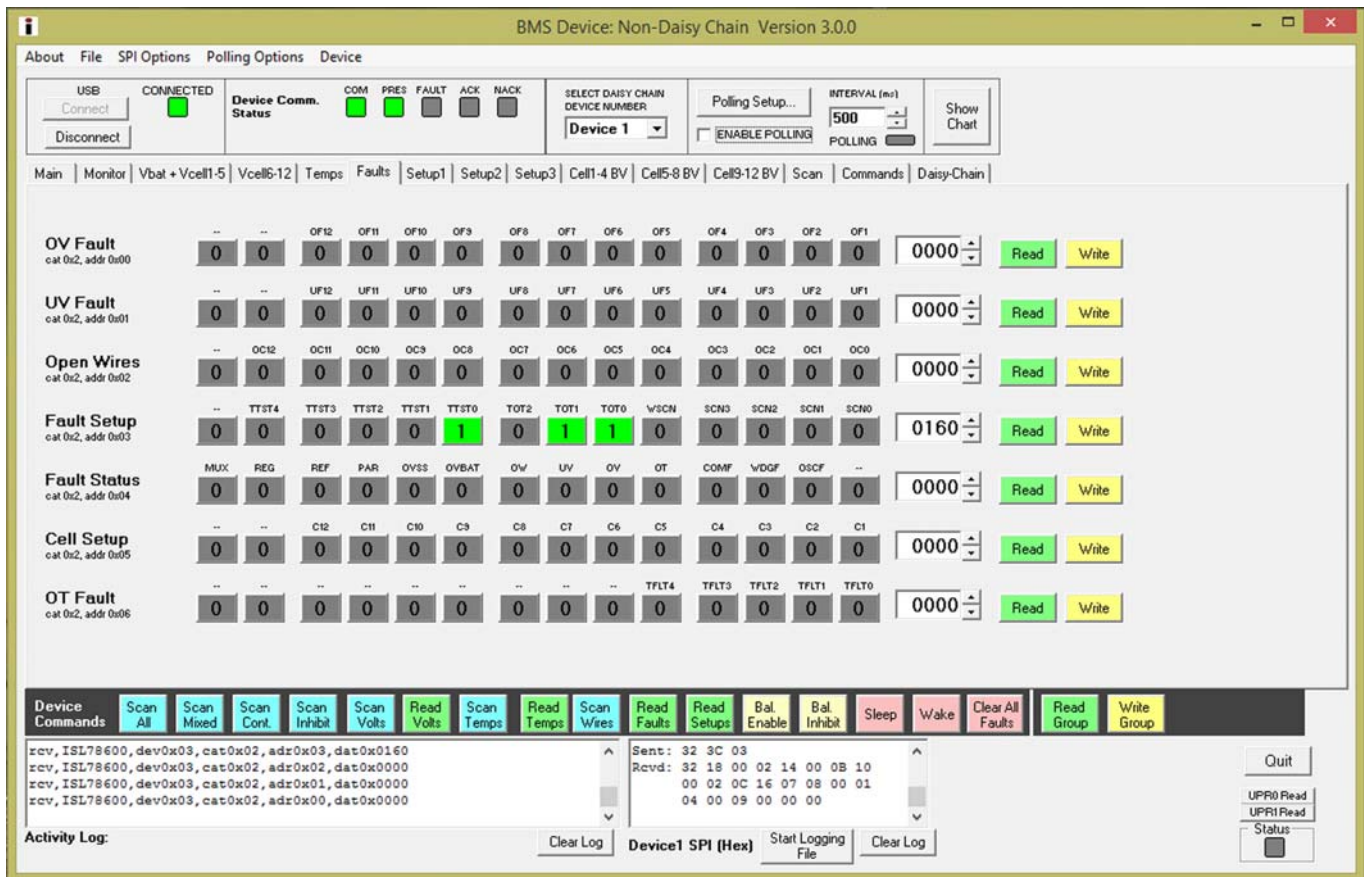 BMS Device: Non-Daisy Chain Version 3.0.0
About File SPI Options Polling Options Device
USB
Connect
Disconnect
CONNECTED
Device Comm.
Status
COM PRES FAULT ACK NACK
SELECT DAISY CHAIN
DEVICE NUMBER
Device 1
Polling Setup...
ENABLE POLLING
INTERVAL (ms)
500
POLLING
Show
Chart
Main Monitor Vbat + Vcell1-5 Vcell6-12 Temps Faults Setup1 Setup2 Setup3 Cell1-4 BV Cell5-8 BV Cell9-12 BV Scan Commands Daisy-Chain
-- -- OF12 OF11 OF10 OF9 OF8 OF7 OF6 OF5 OF4 OF3 OF2 OF1
OV Fault
cat 0x2, addr 0x00
0 0 0 0 0 0 0 0 0 0 0 0 0 0 0000 Read Write
-- -- UF12 UF11 UF10 UF9 UF8 UF7 UF6 UF5 UF4 UF3 UF2 UF1
UV Fault
cat 0x2, addr 0x01
0 0 0 0 0 0 0 0 0 0 0 0 0 0 0000 Read Write
-- OC12 OC11 OC10 OC9 OC8 OC7 OC6 OC5 OC4 OC3 OC2 OC1 OC0
Open Wires
cat 0x2, addr 0x02
0 0 0 0 0 0 0 0 0 0 0 0 0 0 0000 Read Write
-- TTST4 TTST3 TTST2 TTST1 TTST0 TOT2 TOT1 TOT0 WSCN SCN3 SCN2 SCN1 SCN0
Fault Setup
cat 0x2, addr 0x03
0 0 0 0 0 1 0 1 1 0 0 0 0 0 0160 Read Write
MUX REG REF PAR OVSS OVBAT OW UV OV OT COMF WDGF OSCF --
Fault Status
cat 0x2, addr 0x04
0 0 0 0 0 0 0 0 0 0 0 0 0 0 0000 Read Write
-- -- C12 C11 C10 C9 C8 C7 C6 C5 C4 C3 C2 C1
Cell Setup
cat 0x2, addr 0x05
0 0 0 0 0 0 0 0 0 0 0 0 0 0 0000 Read Write
-- -- -- -- -- -- -- -- -- TFLT4 TFLT3 TFLT2 TFLT1 TFLT0
OT Fault
cat 0x2, addr 0x06
0 0 0 0 0 0 0 0 0 0 0 0 0 0 0000 Read Write
Device
Commands
Scan
All
Scan
Mixed
Scan
Cont.
Scan
Inhibit
Scan
Volts
Read
Volts
Scan
Temps
Read
Temps
Scan
Wires
Read
Faults
Read
Setups
Bal.
Enable
Bal.
Inhibit
Sleep
Wake
Clear All
Faults
Read
Group
Write
Group
rcv,ISL78600,dev0x03,cat0x02,adr0x03,dat0x0160
rcv,ISL78600,dev0x03,cat0x02,adr0x02,dat0x0000
rcv,ISL78600,dev0x03,cat0x02,adr0x01,dat0x0000
rcv,ISL78600,dev0x03,cat0x02,adr0x00,dat0x0000
Sent: 32 3C 03
Rcvd: 32 18 00 02 14 00 0B 10
00 02 0C 16 07 08 00 01
04 00 09 00 00 00
Quit
UPR0 Read
UPR1 Read
Status
Activity Log:
Clear Log
Device1 SPI (Hex)
Start Logging
File
Clear Log